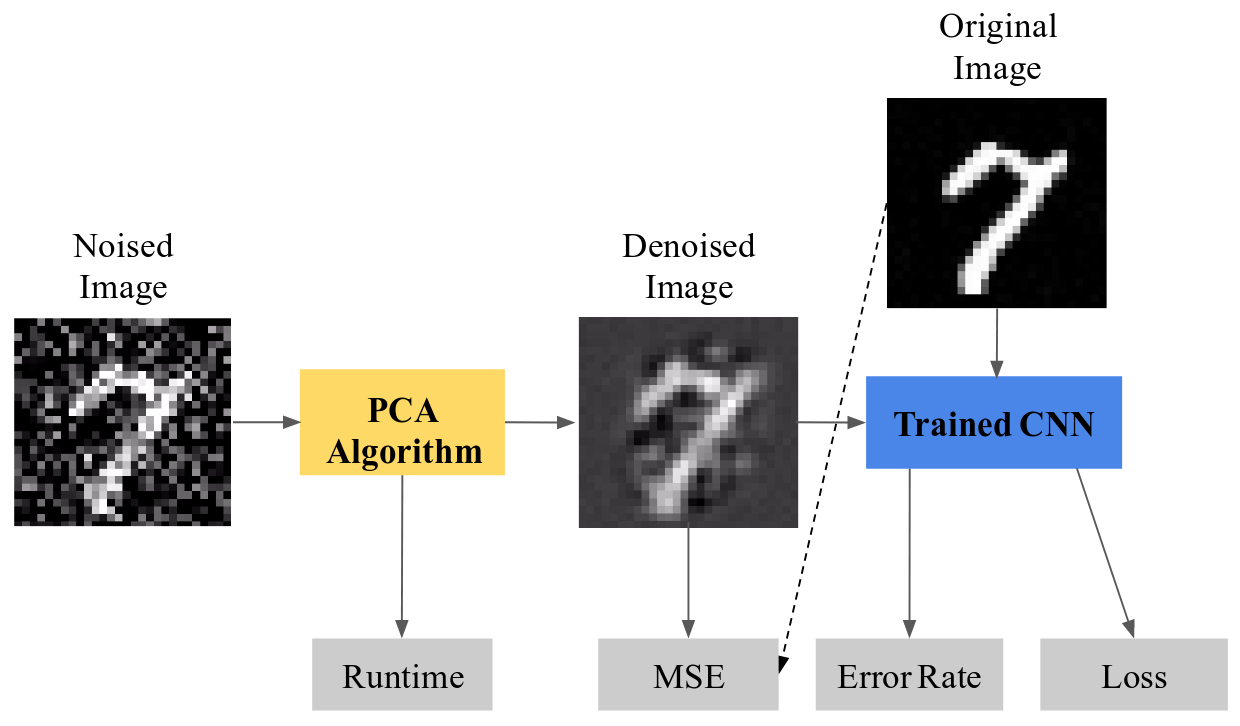 Original
Image
Noised
Image
Denoised
Image
PCA
Algorithm
Trained CNN
Runtime
MSE
Error Rate
Loss